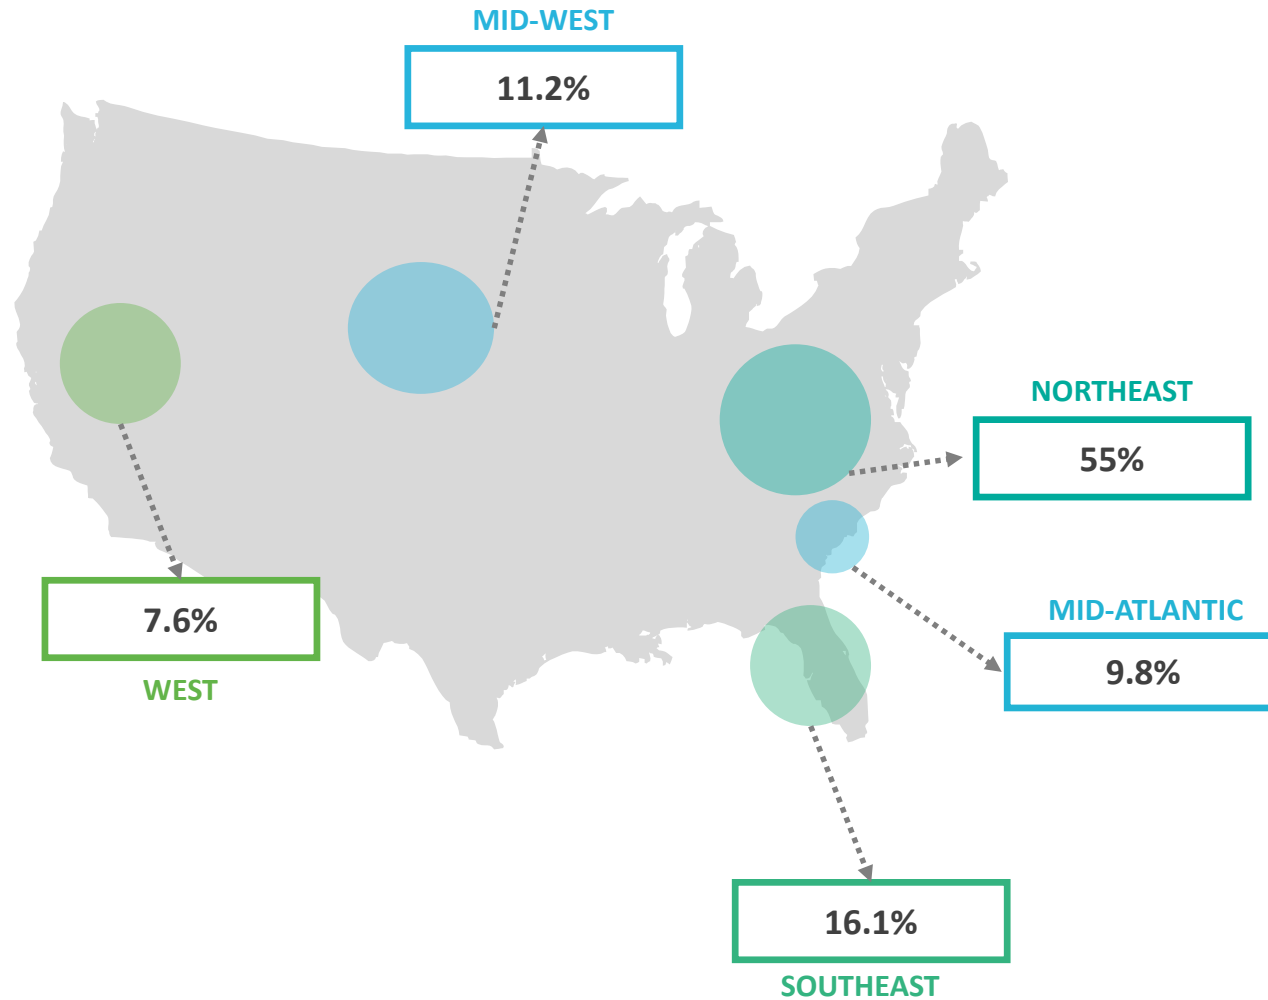 MID-WEST
11.2%
NORTHEAST
55%
7.6%
WEST
MID-ATLANTIC
9.8%
16.1%
SOUTHEAST